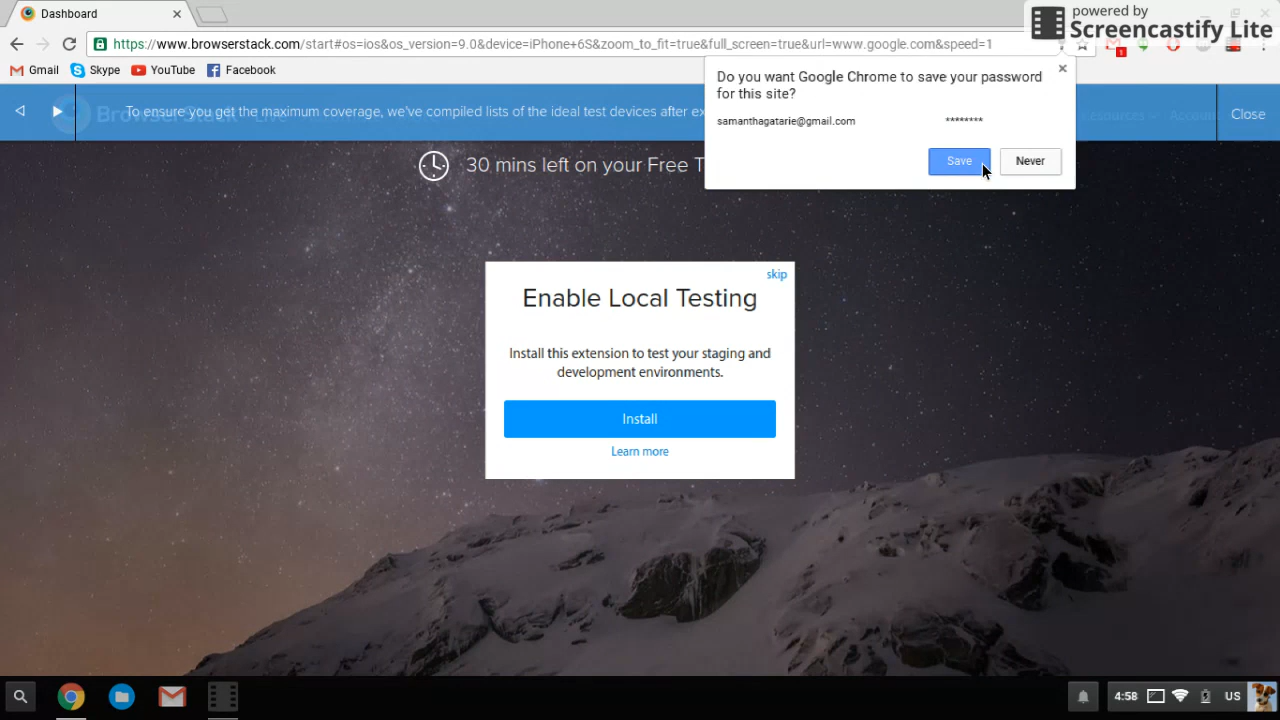 Dashboard
powered by
Screencastify Lite
https://www.browserstack.com/start#os=ios&os_version=9.
device=iPhone+
S&zoom_to_fit=true&full_screen=true&url=www.google.com&speed=1
1
Gmail
Skype
YouTube
Facebook
Do you want Google Chrome to save your password
for this site?
samanthagatarie@gmail.com
********
Save
Never
To ensure you get the maximum coverage, we've compiled lists of the ideal test devices after ex
BrowserStack
Close
30 mins left on your Free T
skip
Enable Local Testing
Install this extension to test your staging and
development environments.
Install
Learn more
4:58
US